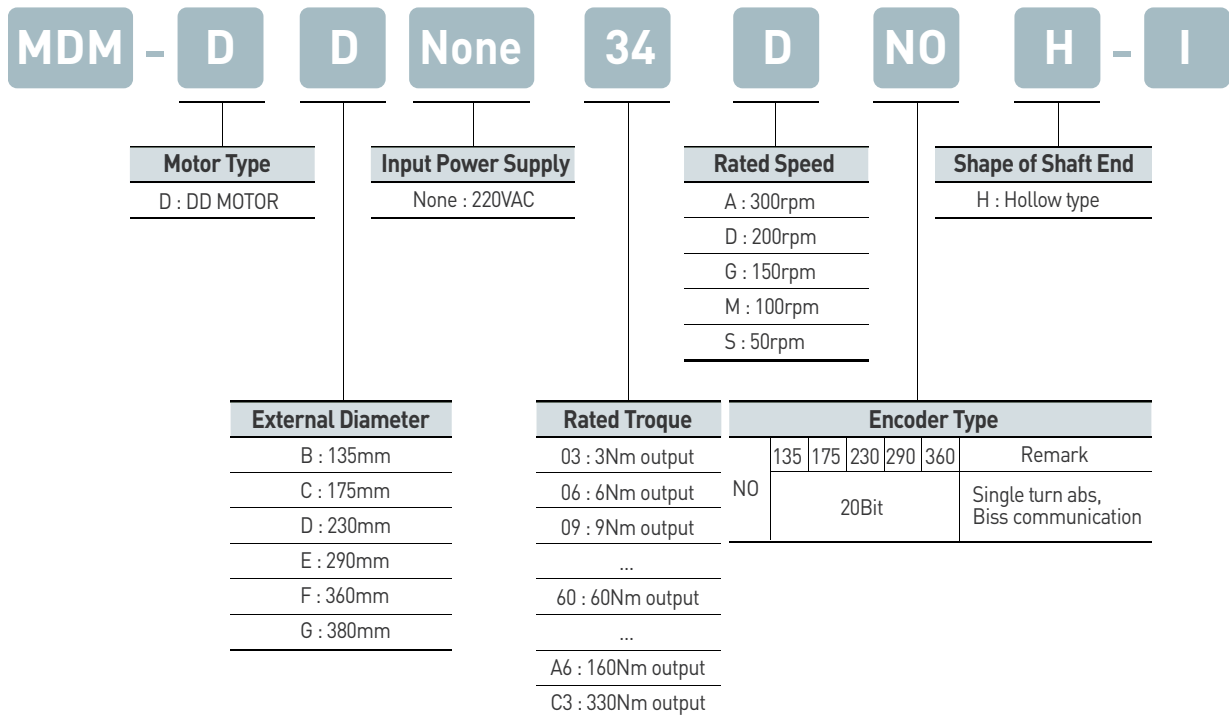 MDM - D D None 34 D NO H - I
Motor Type
D : DD MOTOR
Input Power Supply
None : 220VAC
Rated Speed
A : 300rpm
D : 200rpm
G : 150rpm
M : 100rpm
S : 50rpm
Shape of Shaft End
H : Hollow type
External Diameter
B : 135mm
C : 175mm
D : 230mm
E : 290mm
F : 360mm
G : 380mm
Rated Troque
03 : 3Nm output
06 : 6Nm output
09 : 9Nm output
...
60 : 60Nm output
...
A6 : 160Nm output
C3 : 330Nm output
Encoder Type
135 175 230 290 360 Remark
NO
20Bit
Single turn abs,
Biss communication